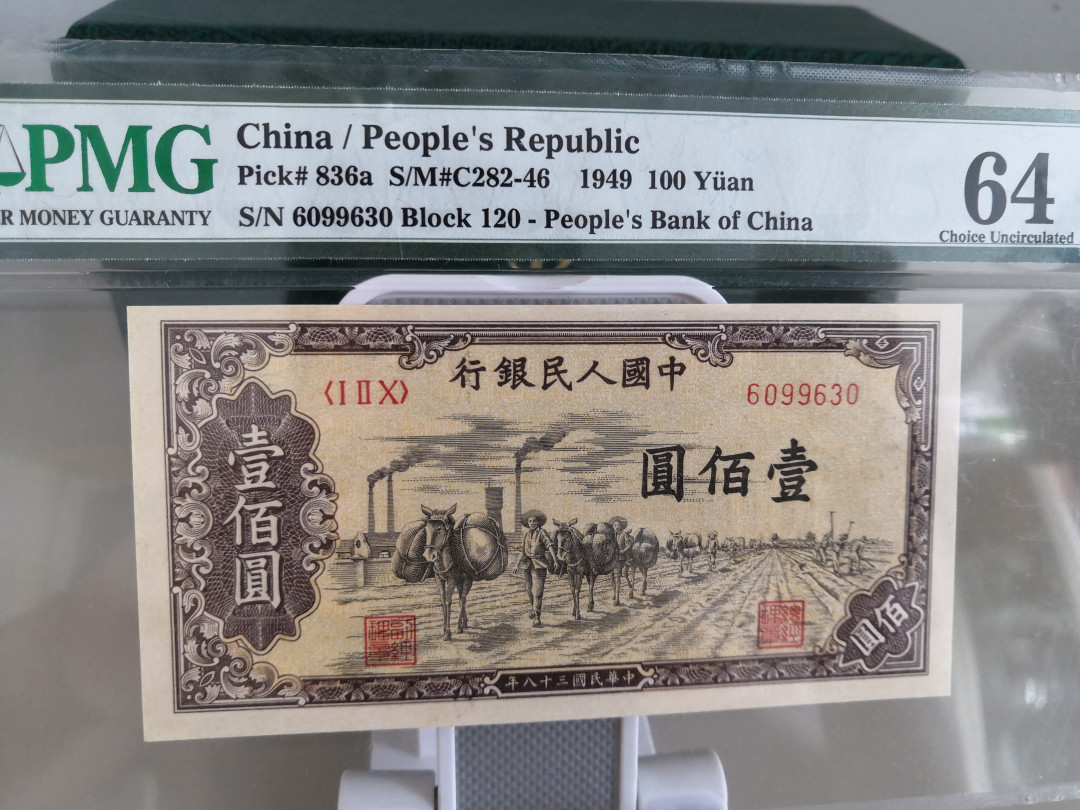 PMG
R MONEY GUARANTY
China / People's Republic
Pick# 836a S/M#C282-46 1949 100 Yüan
S/N 6099630 Block 120 - People's Bank of China
64
Choice Uncirculated
行銀民人國中
〈I II X〉
6099630
圓佰壹
壹佰圓
佰圓
年八十三國民華中